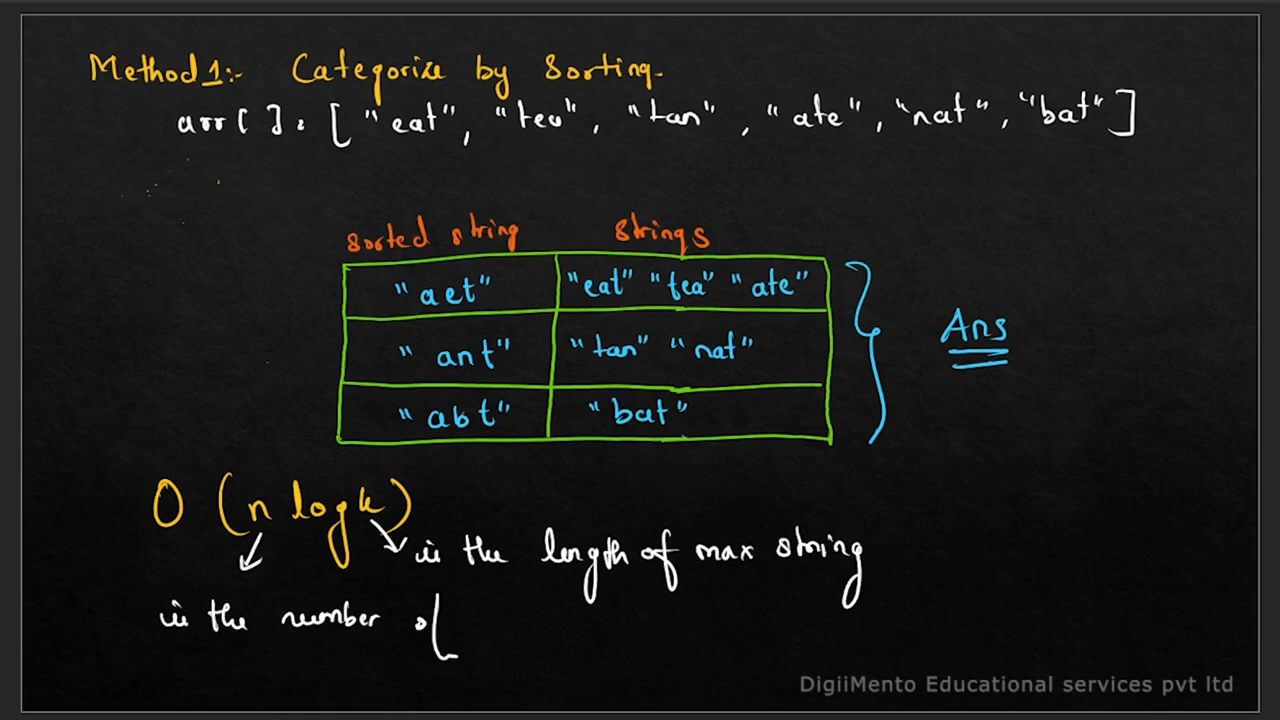 Method 1:- Categorize by Sorting-
arr[ ]: [ "eat", "tea", "tan", "ate", "nat", "bat" ]
sorted string strings
"aet" "eat" "tea" "ate"
"ant" "tan" "nat"
"abt" "bat"
Ans
O (n log k)
is the length of max string
is the number of
DigiiMento Educational services pvt ltd